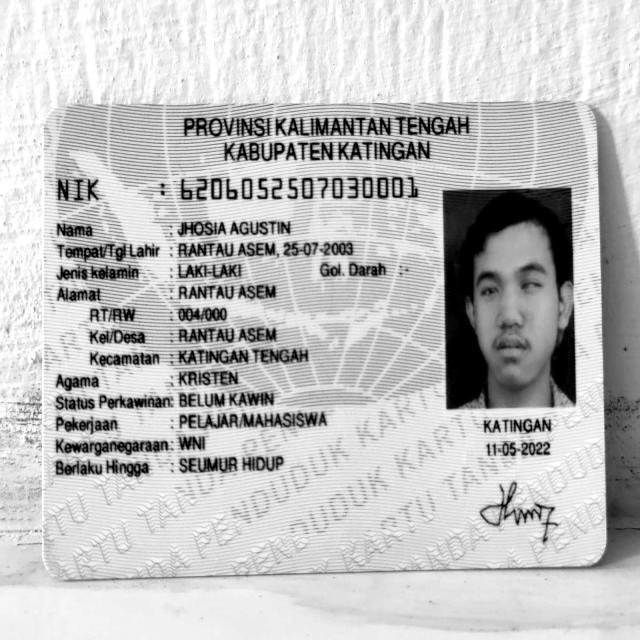 PROVINSI KALIMANTAN TENGAH
KABUPATEN KATINGAN
NIK : 6206052507030001
Nama : JHOSIA AGUSTIN
Tempat/Tgl Lahir : RANTAU ASEM, 25-07-2003
Jenis kelamin : LAKI-LAKI Gol. Darah :-
Alamat : RANTAU ASEM
RT/RW : 004/000
Kel/Desa : RANTAU ASEM
Kecamatan : KATINGAN TENGAH
Agama : KRISTEN
Status Perkawinan: BELUM KAWIN
Pekerjaan : PELAJAR/MAHASISWA
Kewarganegaraan: WNI
Berlaku Hingga : SEUMUR HIDUP
KATINGAN
11-05-2022
KARTU TANDA PENDUDUK KARTU TANDA PENDUDUK